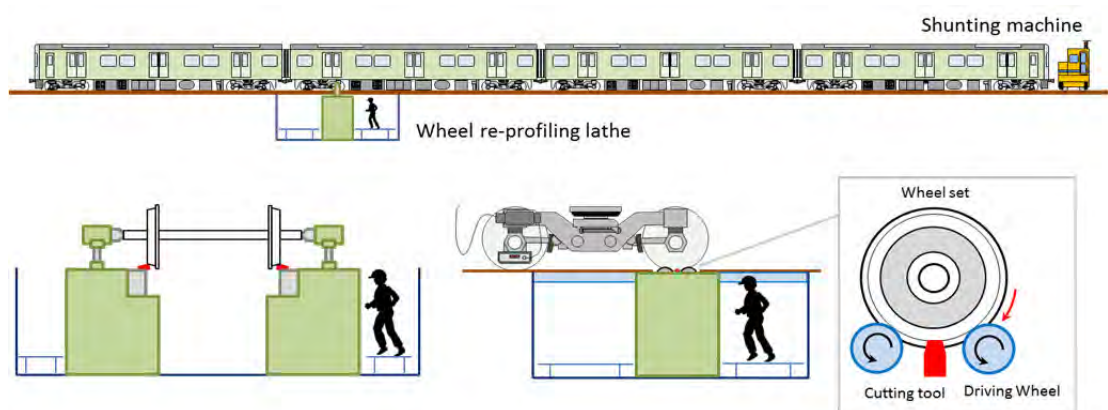 Shunting machine
Wheel re-profiling lathe
Wheel set
Cutting tool
Driving Wheel